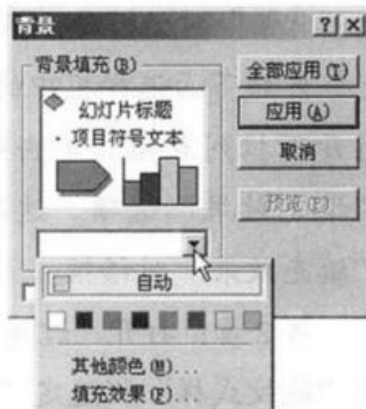 背景
背景填充(B)
全部应用(T)
幻灯片标题
应用(A)
· 项目符号文本
取消
预览(P)
自动
其他颜色(M)...
填充效果(F)...